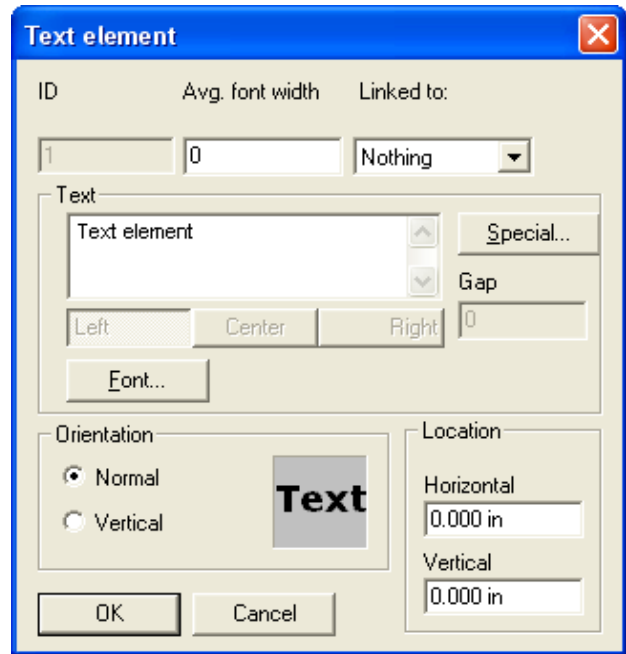 Text element
ID Avg. font width Linked to:
1 0 Nothing
Text
Text element
Special...
Gap
Left Center Right 0
Font...
Orientation
Normal
Vertical
Text
Location
Horizontal
0.000 in
Vertical
0.000 in
OK Cancel